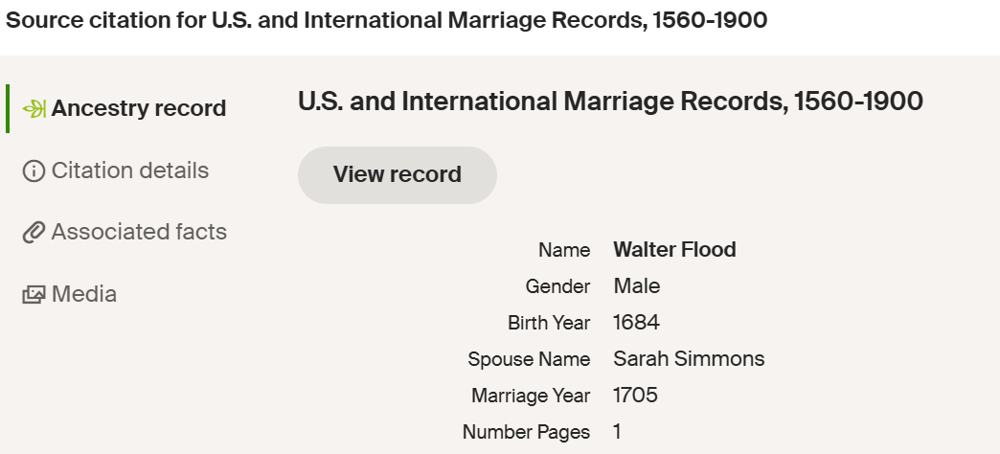 Source citation for U.S. and International Marriage Records, 1560-1900
Ancestry record
Citation details
Associated facts
Media
U.S. and International Marriage Records, 1560-1900
View record
Name Walter Flood
Gender Male
Birth Year 1684
Spouse Name Sarah Simmons
Marriage Year 1705
Number Pages 1